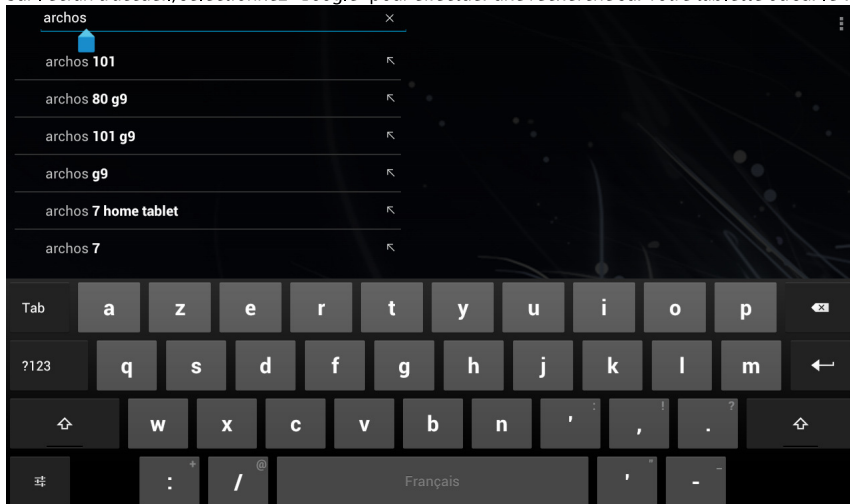 archos
archos 101
archos 80 g9
archos 101 g9
archos g9
archos 7 home tablet
archos 7
Tab a z e r t y u i o p
?123 q s d f g h j k l m
w x c v b n ' : , ! . ?
: + / @ Français ' " - _